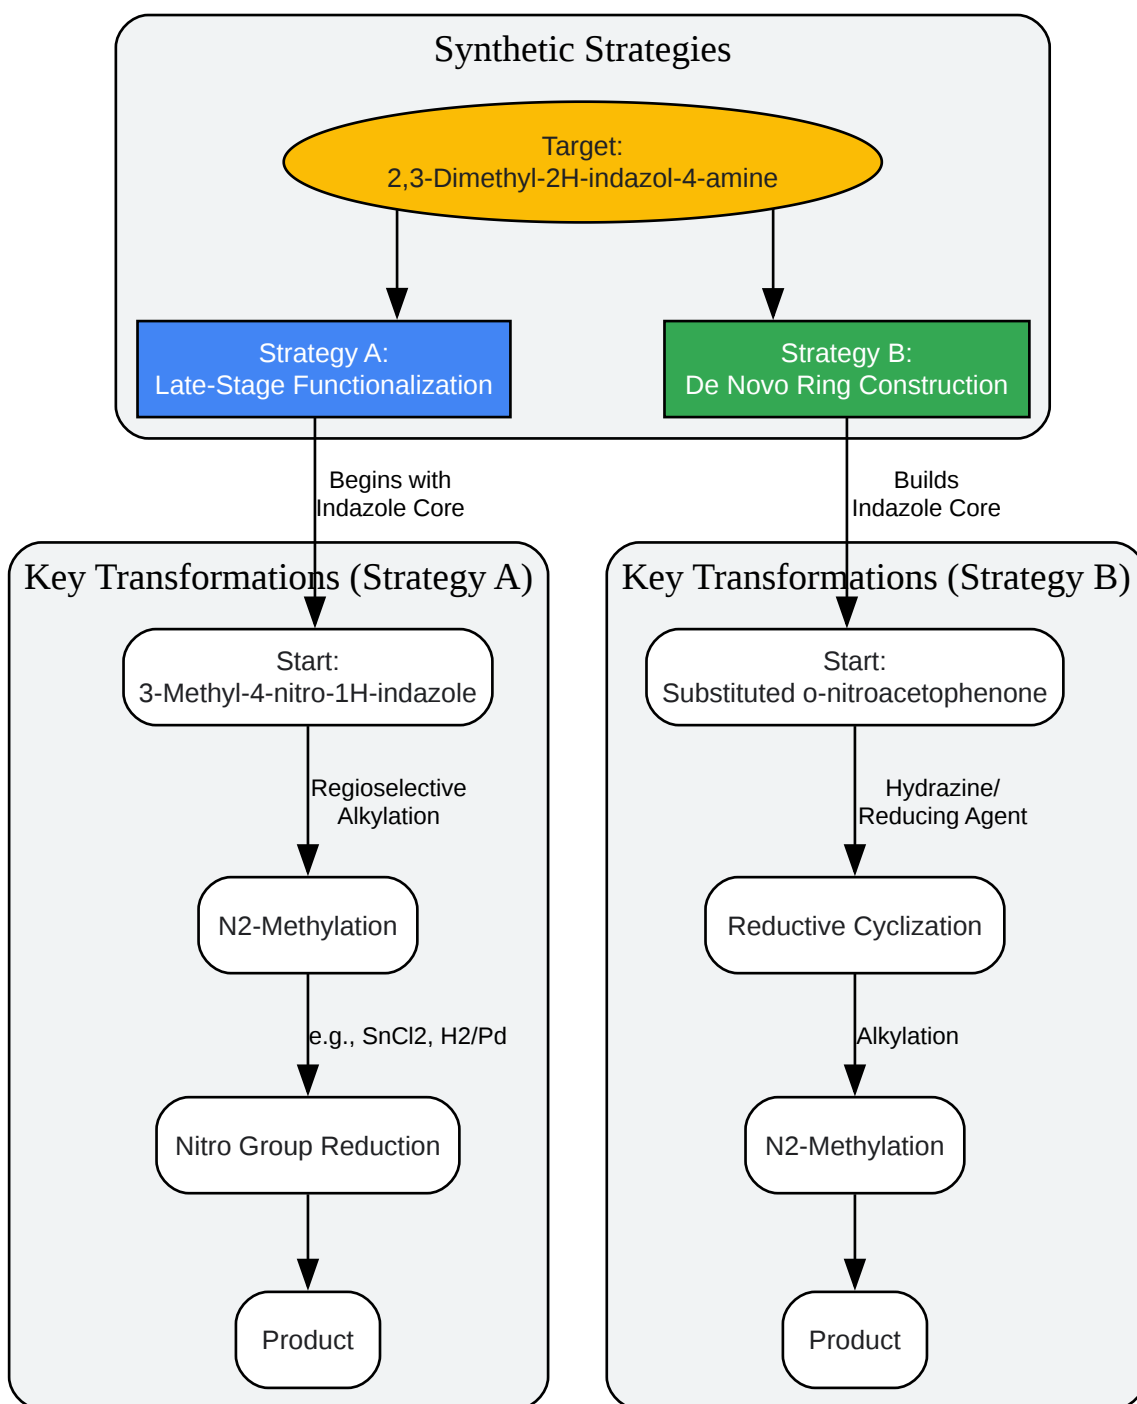 Synthetic Strategies
Target:
2,3-Dimethyl-2H-indazol-4-amine
Strategy A:
Late-Stage Functionalization
Strategy B:
De Novo Ring Construction
Begins with
Indazole Core
Builds
Indazole Core
Key Transformations (Strategy A)
Start:
3-Methyl-4-nitro-1H-indazole
Regioselective
Alkylation
N2-Methylation
e.g., SnCl2, H2/Pd
Nitro Group Reduction
Product
Key Transformations (Strategy B)
Start:
Substituted o-nitroacetophenone
Hydrazine/
Reducing Agent
Reductive Cyclization
Alkylation
N2-Methylation
Product